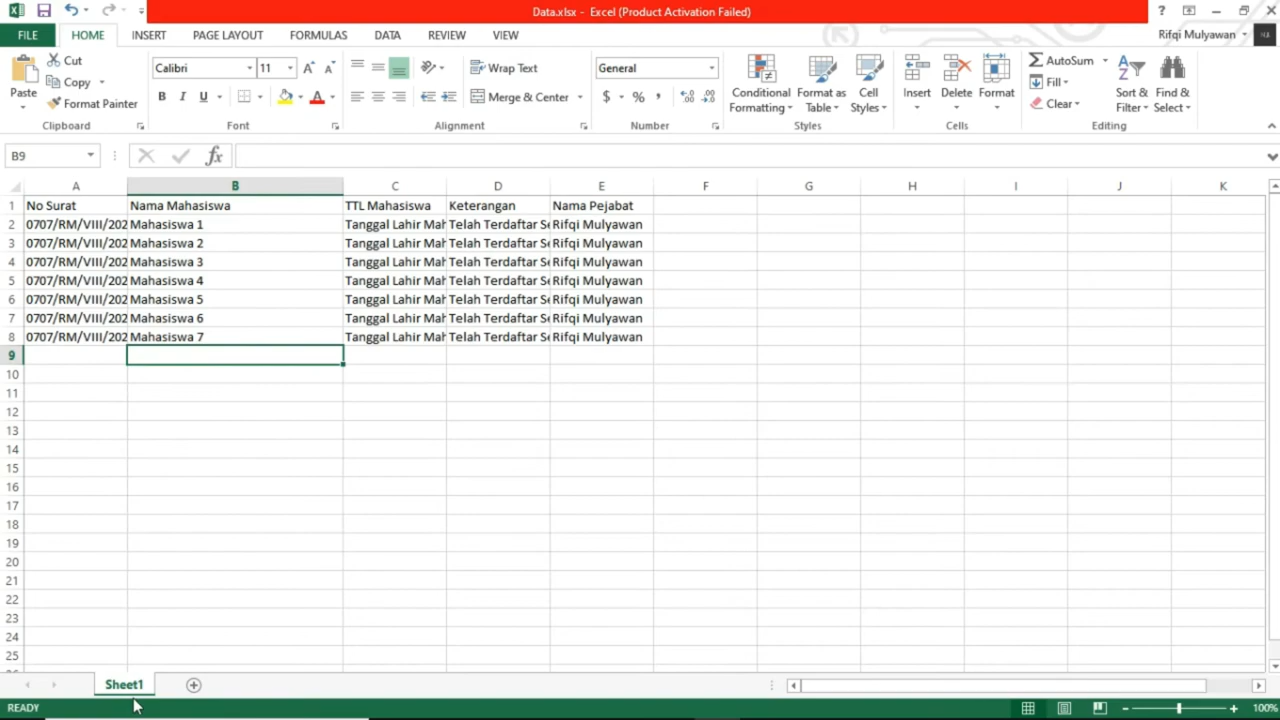 Data.xlsx - Excel (Product Activation Failed)
FILE HOME INSERT PAGE LAYOUT FORMULAS DATA REVIEW VIEW
Rifqi Mulyawan
Paste
Cut
Copy
Format Painter
Clipboard
Calibri 11
B I U
Font
Wrap Text
Merge & Center
Alignment
General
$ % ,
Number
Conditional Formatting
Format as Table
Cell Styles
Styles
Insert Delete Format
Cells
AutoSum
Fill
Clear
Sort & Filter
Find & Select
Editing
B9
fx
A B C D E F G H I J K
1 No Surat Nama Mahasiswa TTL Mahasiswa Keterangan Nama Pejabat
2 0707/RM/VIII/202 Mahasiswa 1 Tanggal Lahir Mah Telah Terdaftar Se Rifqi Mulyawan
3 0707/RM/VIII/202 Mahasiswa 2 Tanggal Lahir Mah Telah Terdaftar Se Rifqi Mulyawan
4 0707/RM/VIII/202 Mahasiswa 3 Tanggal Lahir Mah Telah Terdaftar Se Rifqi Mulyawan
5 0707/RM/VIII/202 Mahasiswa 4 Tanggal Lahir Mah Telah Terdaftar Se Rifqi Mulyawan
6 0707/RM/VIII/202 Mahasiswa 5 Tanggal Lahir Mah Telah Terdaftar Se Rifqi Mulyawan
7 0707/RM/VIII/202 Mahasiswa 6 Tanggal Lahir Mah Telah Terdaftar Se Rifqi Mulyawan
8 0707/RM/VIII/202 Mahasiswa 7 Tanggal Lahir Mah Telah Terdaftar Se Rifqi Mulyawan
9
10
11
12
13
14
15
16
17
18
19
20
21
22
23
24
25
Sheet1
READY
100%